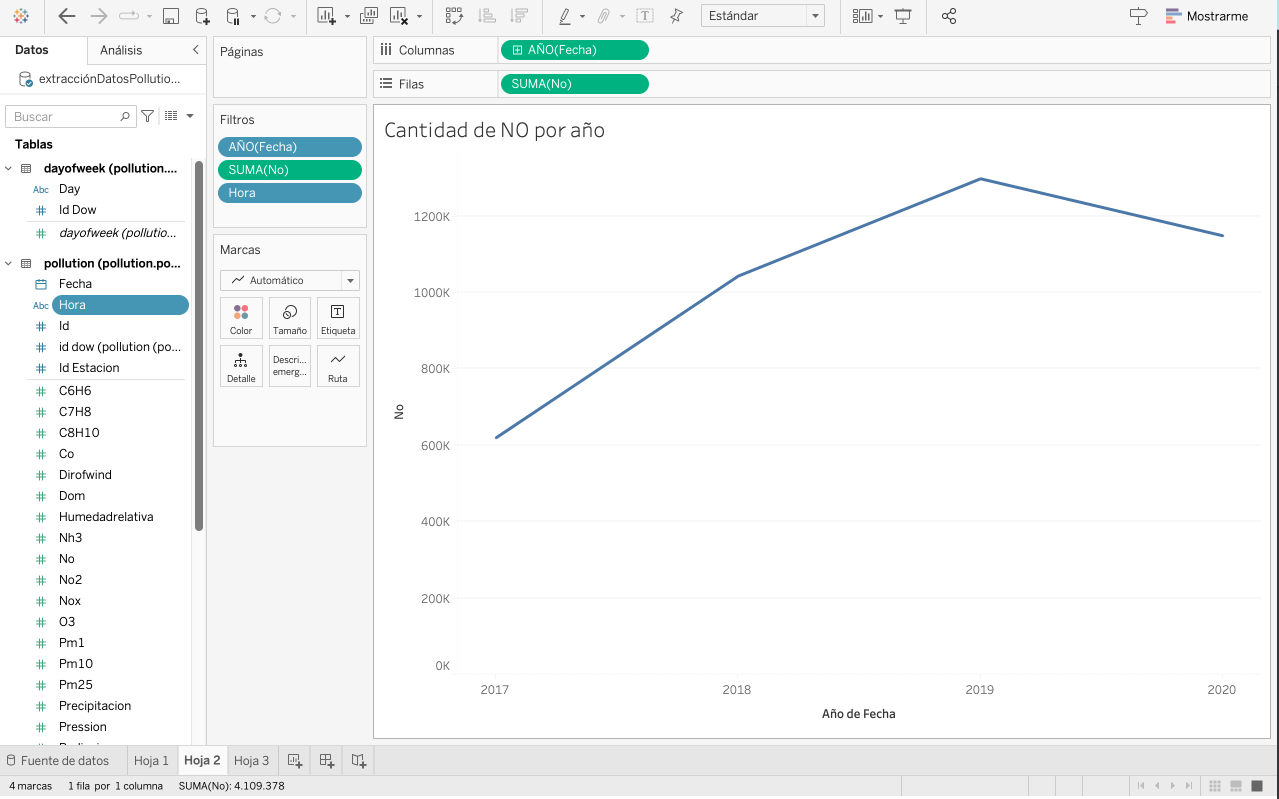 Estándar
Mostrarme
Datos
Análisis
extracciónDatosPollutio...
Buscar
Tablas
dayofweek (pollution....
Abc Day
Id Dow
dayofweek (pollutio...
pollution (pollution.po...
Fecha
Abc Hora
Id
id dow (pollution (po...
Id Estacion
C6H6
C7H8
C8H10
Co
Dirofwind
Dom
Humedadrelativa
Nh3
No
No2
Nox
O3
Pm1
Pm10
Pm25
Precipitacion
Pression
Páginas
Filtros
AÑO(Fecha)
SUMA(No)
Hora
Marcas
Automático
Color
Tamaño
Etiqueta
Detalle
Descri...
emerg...
Ruta
Columnas
AÑO(Fecha)
Filas
SUMA(No)
Cantidad de NO por año
1200K
1000K
800K
600K
400K
200K
0K
No
2017
2018
2019
2020
Año de Fecha
Fuente de datos
Hoja 1
Hoja 2
Hoja 3
4 marcas
1 fila por 1 columna
SUMA(No): 4.109.378